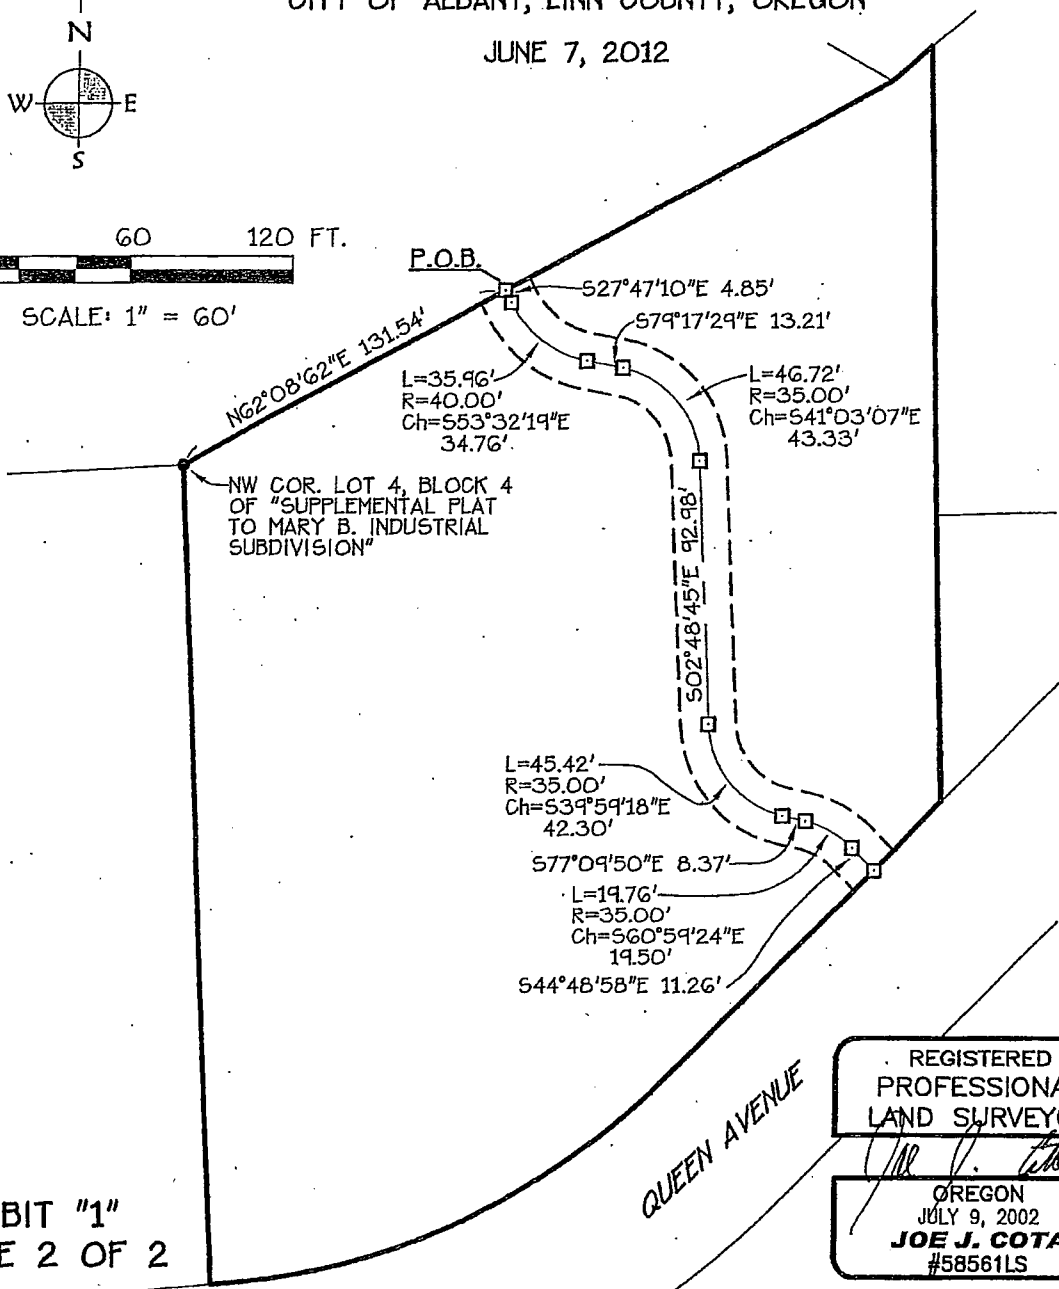 CITY OF ALBANY, LINN COUNTY, OREGON
JUNE 7, 2012
N
W E
S
60 120 FT.
SCALE: 1" = 60'
P.O.B.
S27°47'10"E 4.85'
S79°17'29"E 13.21'
N62°08'62"E 131.54'
L=35.96'
R=40.00'
Ch=S53°32'19"E
34.76'
L=46.72'
R=35.00'
Ch=S41°03'07"E
43.33'
NW COR. LOT 4, BLOCK 4
OF "SUPPLEMENTAL PLAT
TO MARY B. INDUSTRIAL
SUBDIVISION"
S02°48'45"E 92.98'
L=45.42'
R=35.00'
Ch=S39°59'18"E
42.30'
S77°09'50"E 8.37'
L=19.76'
R=35.00'
Ch=S60°59'24"E
19.50'
S44°48'58"E 11.26'
QUEEN AVENUE
REGISTERED
PROFESSIONA
LAND SURVEYO
OREGON
JULY 9, 2002
JOE J. COTA
#58561LS
BIT "1"
E 2 OF 2